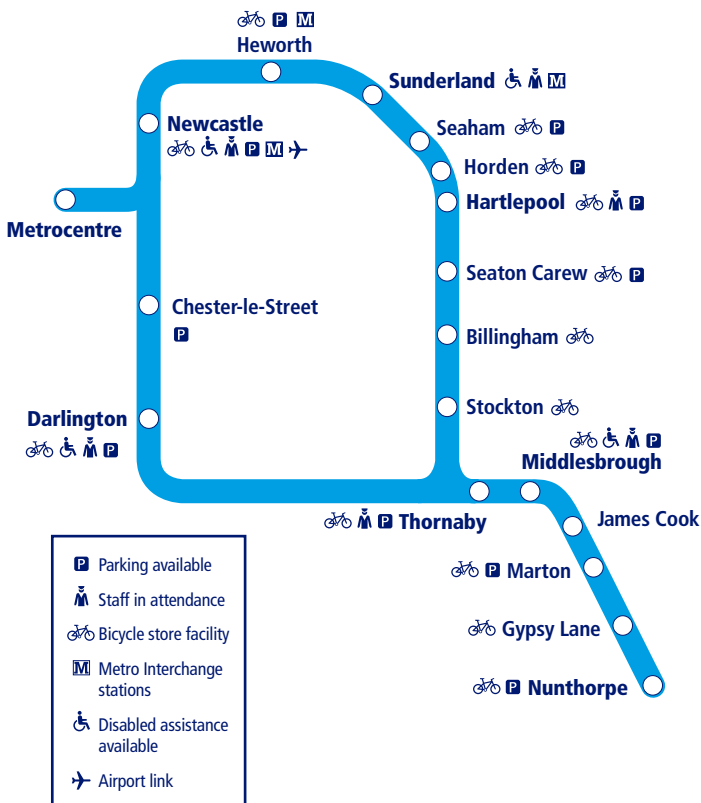 Heworth
Sunderland
Newcastle
Seaham
Horden
Hartlepool
Metrocentre
Seaton Carew
Chester-le-Street
Billingham
Darlington
Stockton
Middlesbrough
Thornaby
James Cook
Marton
Gypsy Lane
Nunthorpe
P Parking available
Staff in attendance
Bicycle store facility
M Metro Interchange
stations
Disabled assistance
available
Airport link